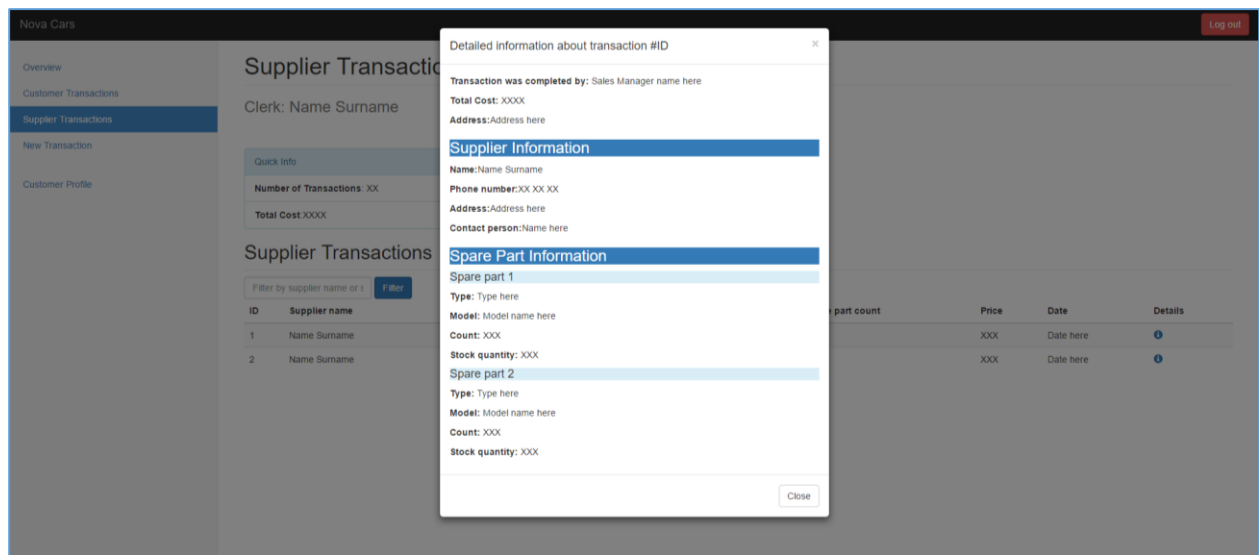 Nova Cars
Log out
Overview
Customer Transactions
Supplier Transactions
New Transaction
Customer Profile
Supplier Transactio
Clerk: Name Surname
Quick Info
Number of Transactions: XX
Total Cost:XXXX
Supplier Transactions
Filter by supplier name or
Filter
ID Supplier name part count Price Date Details
1 Name Surname XXX Date here
2 Name Surname XXX Date here
Detailed information about transaction #ID
×
Transaction was completed by: Sales Manager name here
Total Cost: XXXX
Address:Address here
Supplier Information
Name:Name Surname
Phone number:XX XX XX
Address:Address here
Contact person:Name here
Spare Part Information
Spare part 1
Type: Type here
Model: Model name here
Count: XXX
Stock quantity: XXX
Spare part 2
Type: Type here
Model: Model name here
Count: XXX
Stock quantity: XXX
Close